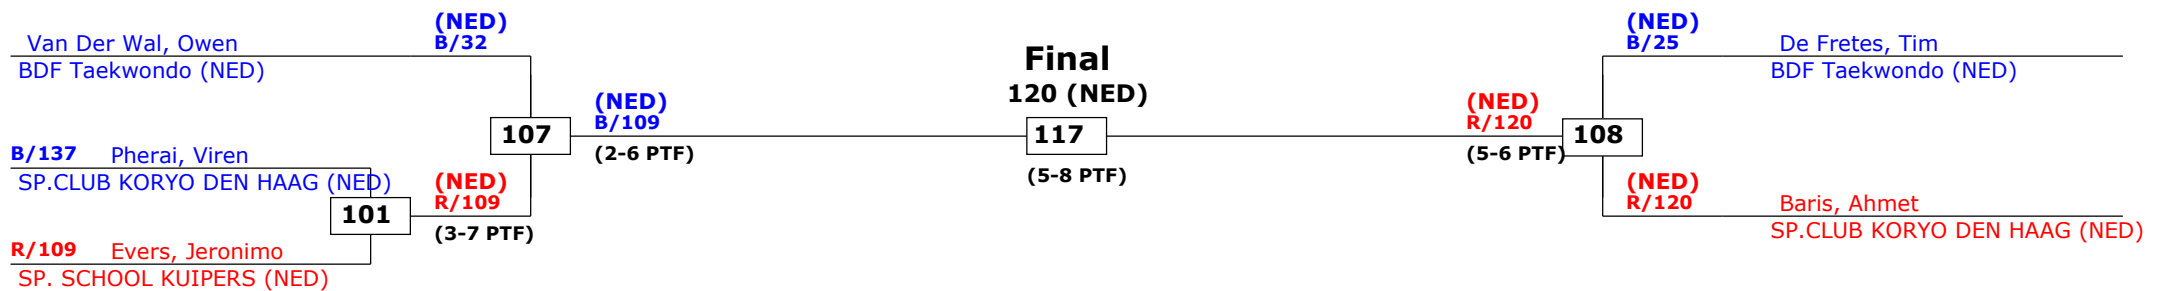 (NED)
B/32
Van Der Wal, Owen
BDF Taekwondo (NED)
B/137 Pherai, Viren
SP.CLUB KORYO DEN HAAG (NED)
101
R/109 Evers, Jeronimo
SP. SCHOOL KUIPERS (NED)
(NED)
R/109
(3-7 PTF)
107
(NED)
B/109
(2-6 PTF)
Final
120 (NED)
117
(5-8 PTF)
(NED)
R/120
(5-6 PTF)
108
(NED)
B/25
De Fretes, Tim
BDF Taekwondo (NED)
(NED)
R/120
Baris, Ahmet
SP.CLUB KORYO DEN HAAG (NED)